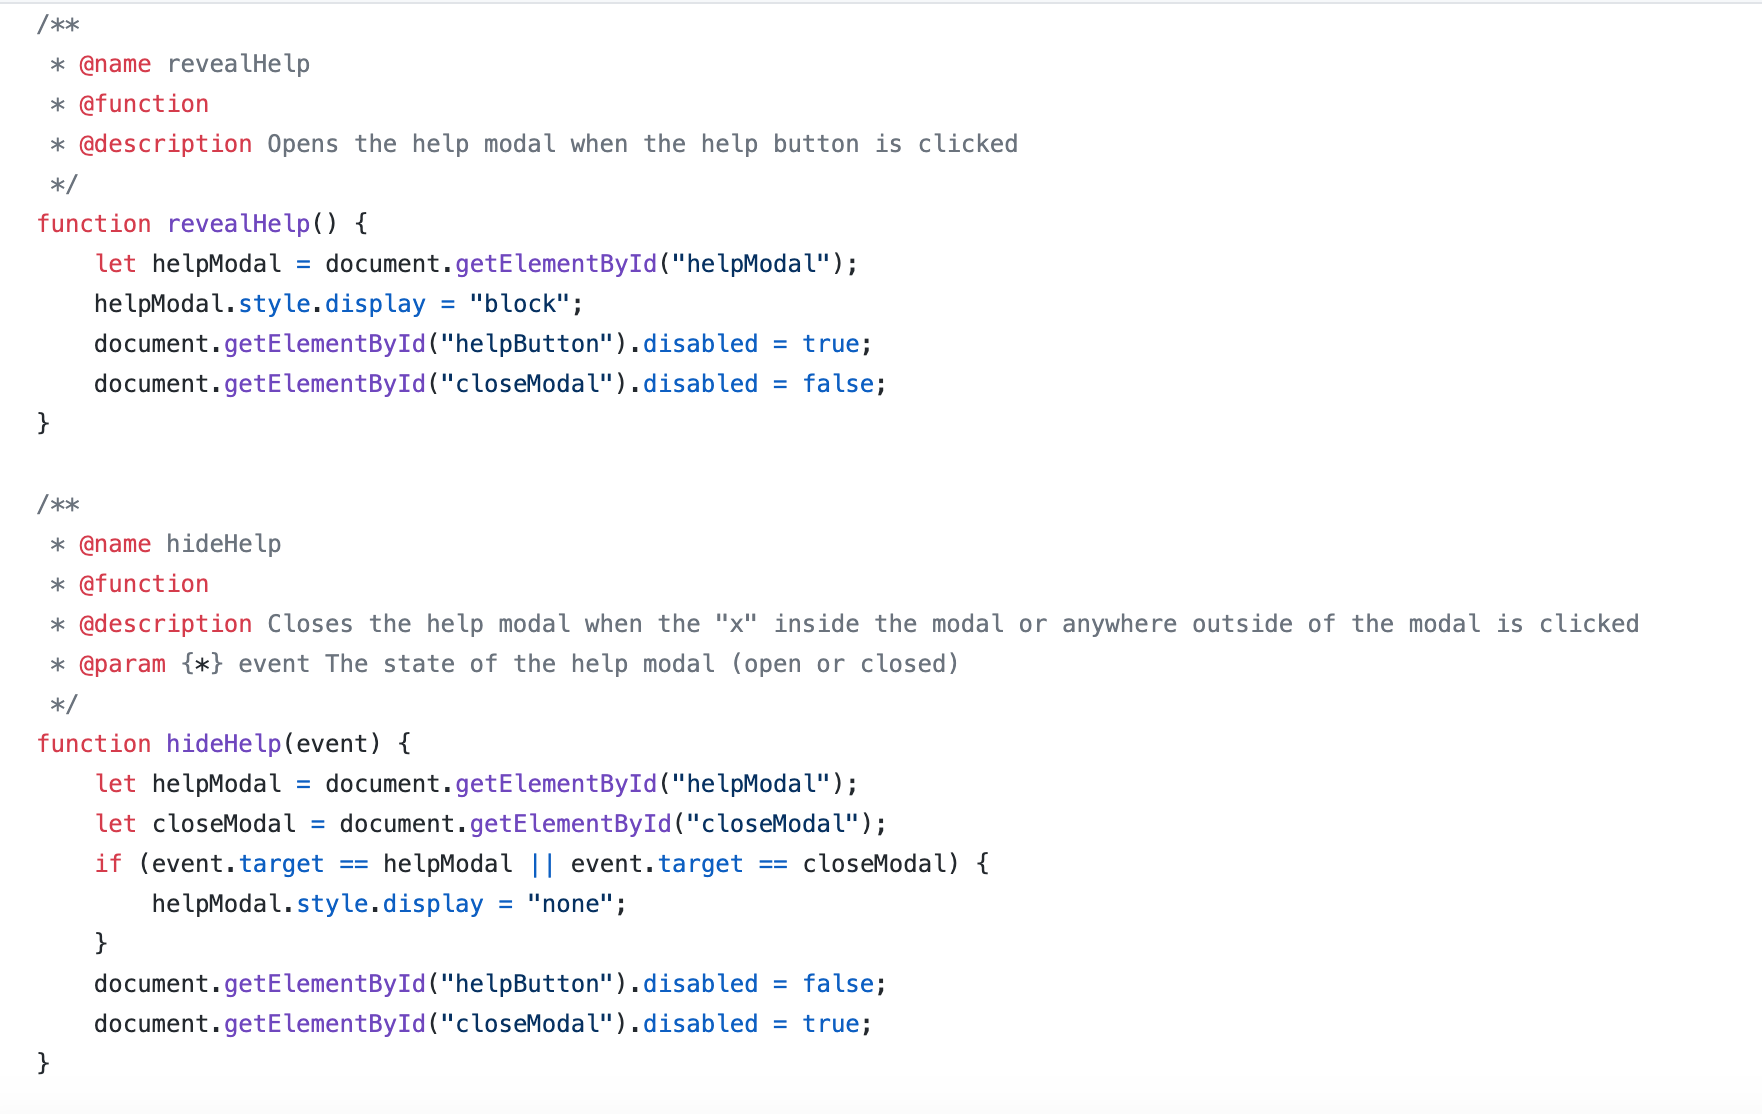 /**
 * @name revealHelp
 * @function
 * @description Opens the help modal when the help button is clicked
 */
function revealHelp() {
    let helpModal = document.getElementById("helpModal");
    helpModal.style.display = "block";
    document.getElementById("helpButton").disabled = true;
    document.getElementById("closeModal").disabled = false;
}

/**
 * @name hideHelp
 * @function
 * @description Closes the help modal when the "x" inside the modal or anywhere outside of the modal is clicked
 * @param {*} event The state of the help modal (open or closed)
 */
function hideHelp(event) {
    let helpModal = document.getElementById("helpModal");
    let closeModal = document.getElementById("closeModal");
    if (event.target == helpModal || event.target == closeModal) {
        helpModal.style.display = "none";
    }
    document.getElementById("helpButton").disabled = false;
    document.getElementById("closeModal").disabled = true;
}